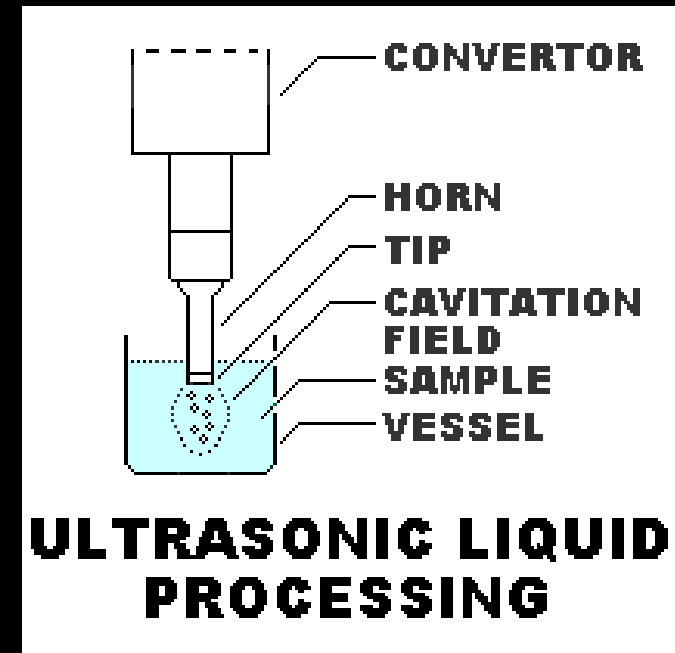 CONVERTOR
HORN
TIP
CAVITATION
FIELD
SAMPLE
VESSEL
ULTRASONIC LIQUID
PROCESSING